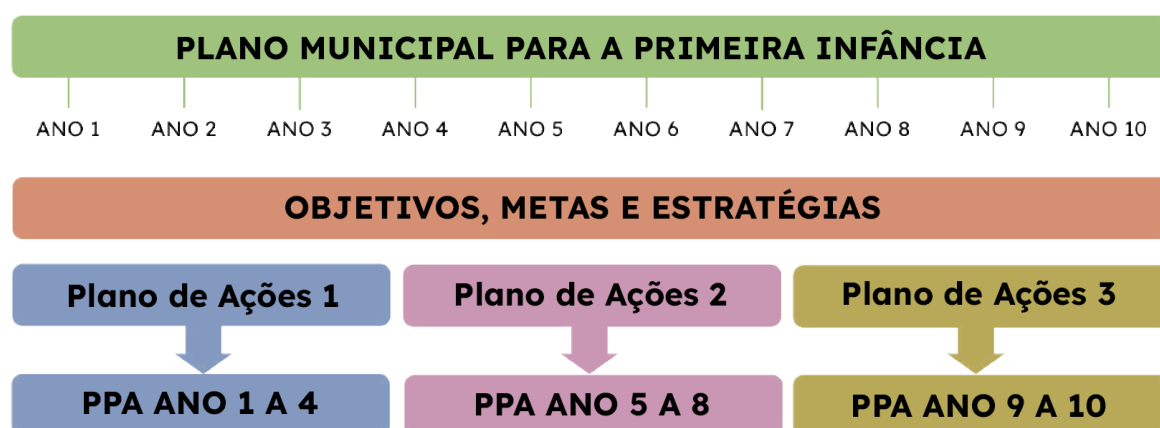 PLANO MUNICIPAL PARA A PRIMEIRA INFÂNCIA
ANO 1 ANO 2 ANO 3 ANO 4 ANO 5 ANO 6 ANO 7 ANO 8 ANO 9 ANO 10
OBJETIVOS, METAS E ESTRATÉGIAS
Plano de Ações 1 Plano de Ações 2 Plano de Ações 3
PPA ANO 1 A 4 PPA ANO 5 A 8 PPA ANO 9 A 10